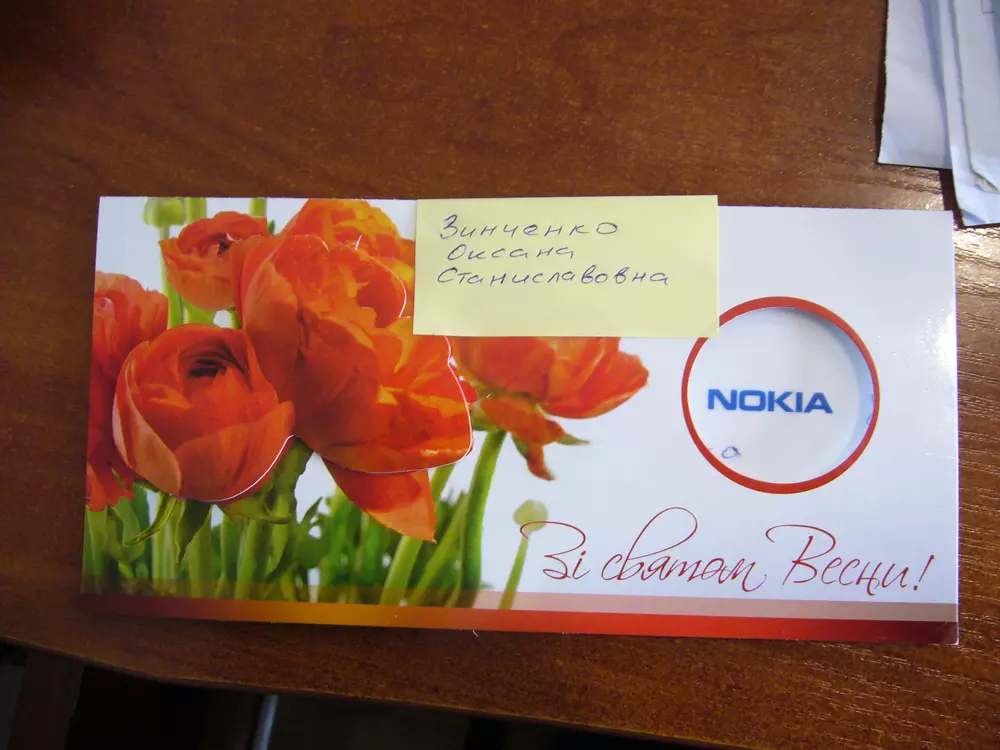 Зинченко
Оксана
Станиславовна
NOKIA
Зі святом Весни!